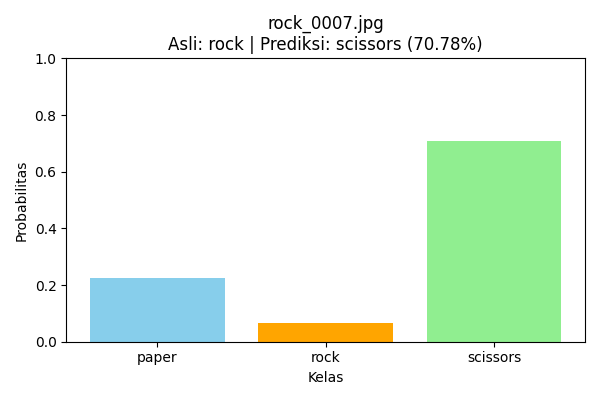 rock_0007.jpg
Asli: rock | Prediksi: scissors (70.78%)
1.0
0.8
0.6
0.4
0.2
0.0
Probabilitas
paper rock scissors
Kelas